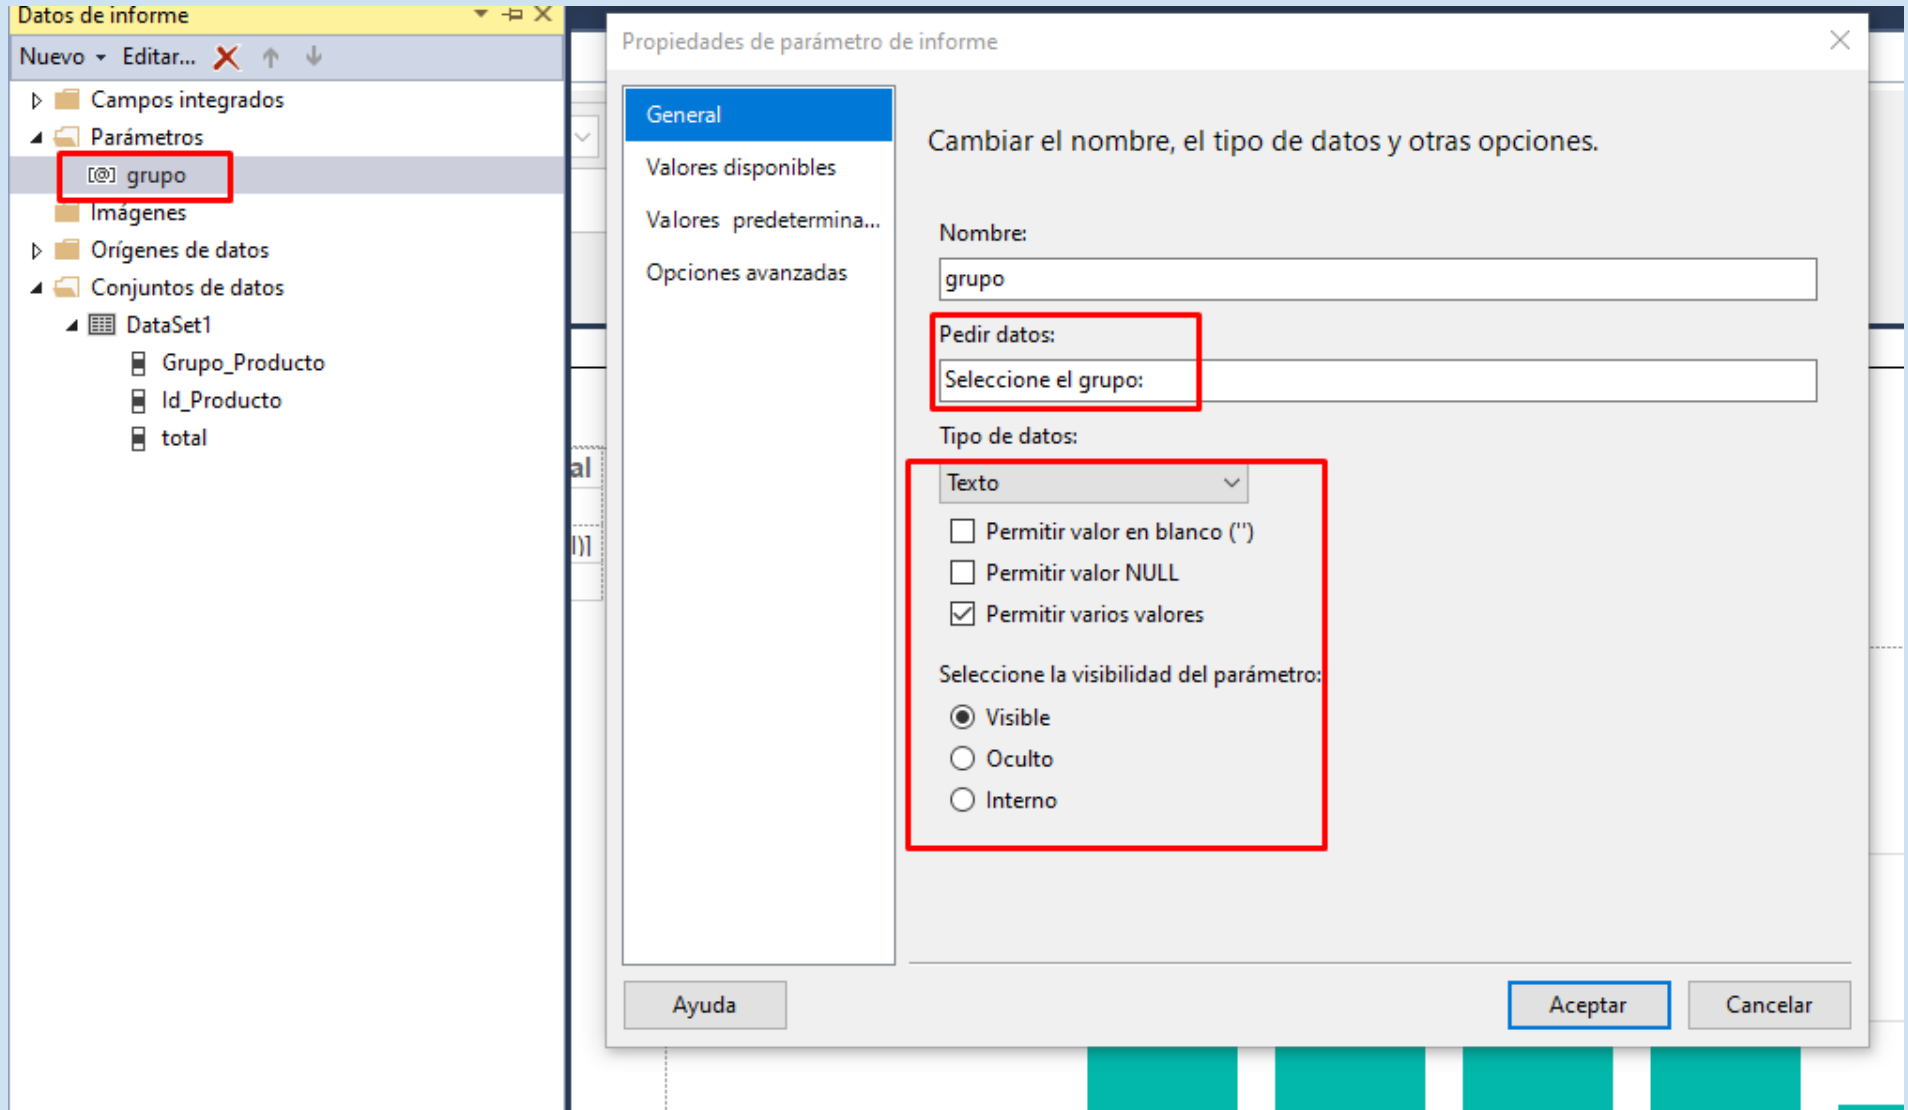 Datos de informe
Nuevo Editar...
Campos integrados
Parámetros
[@] grupo
Imágenes
Orígenes de datos
Conjuntos de datos
DataSet1
Grupo_Producto
Id_Producto
total
al
l)]
Propiedades de parámetro de informe
General
Valores disponibles
Valores predetermina...
Opciones avanzadas
Cambiar el nombre, el tipo de datos y otras opciones.
Nombre:
grupo
Pedir datos:
Seleccione el grupo:
Tipo de datos:
Texto
Permitir valor en blanco ('')
Permitir valor NULL
Permitir varios valores
Seleccione la visibilidad del parámetro:
Visible
Oculto
Interno
Ayuda
Aceptar
Cancelar